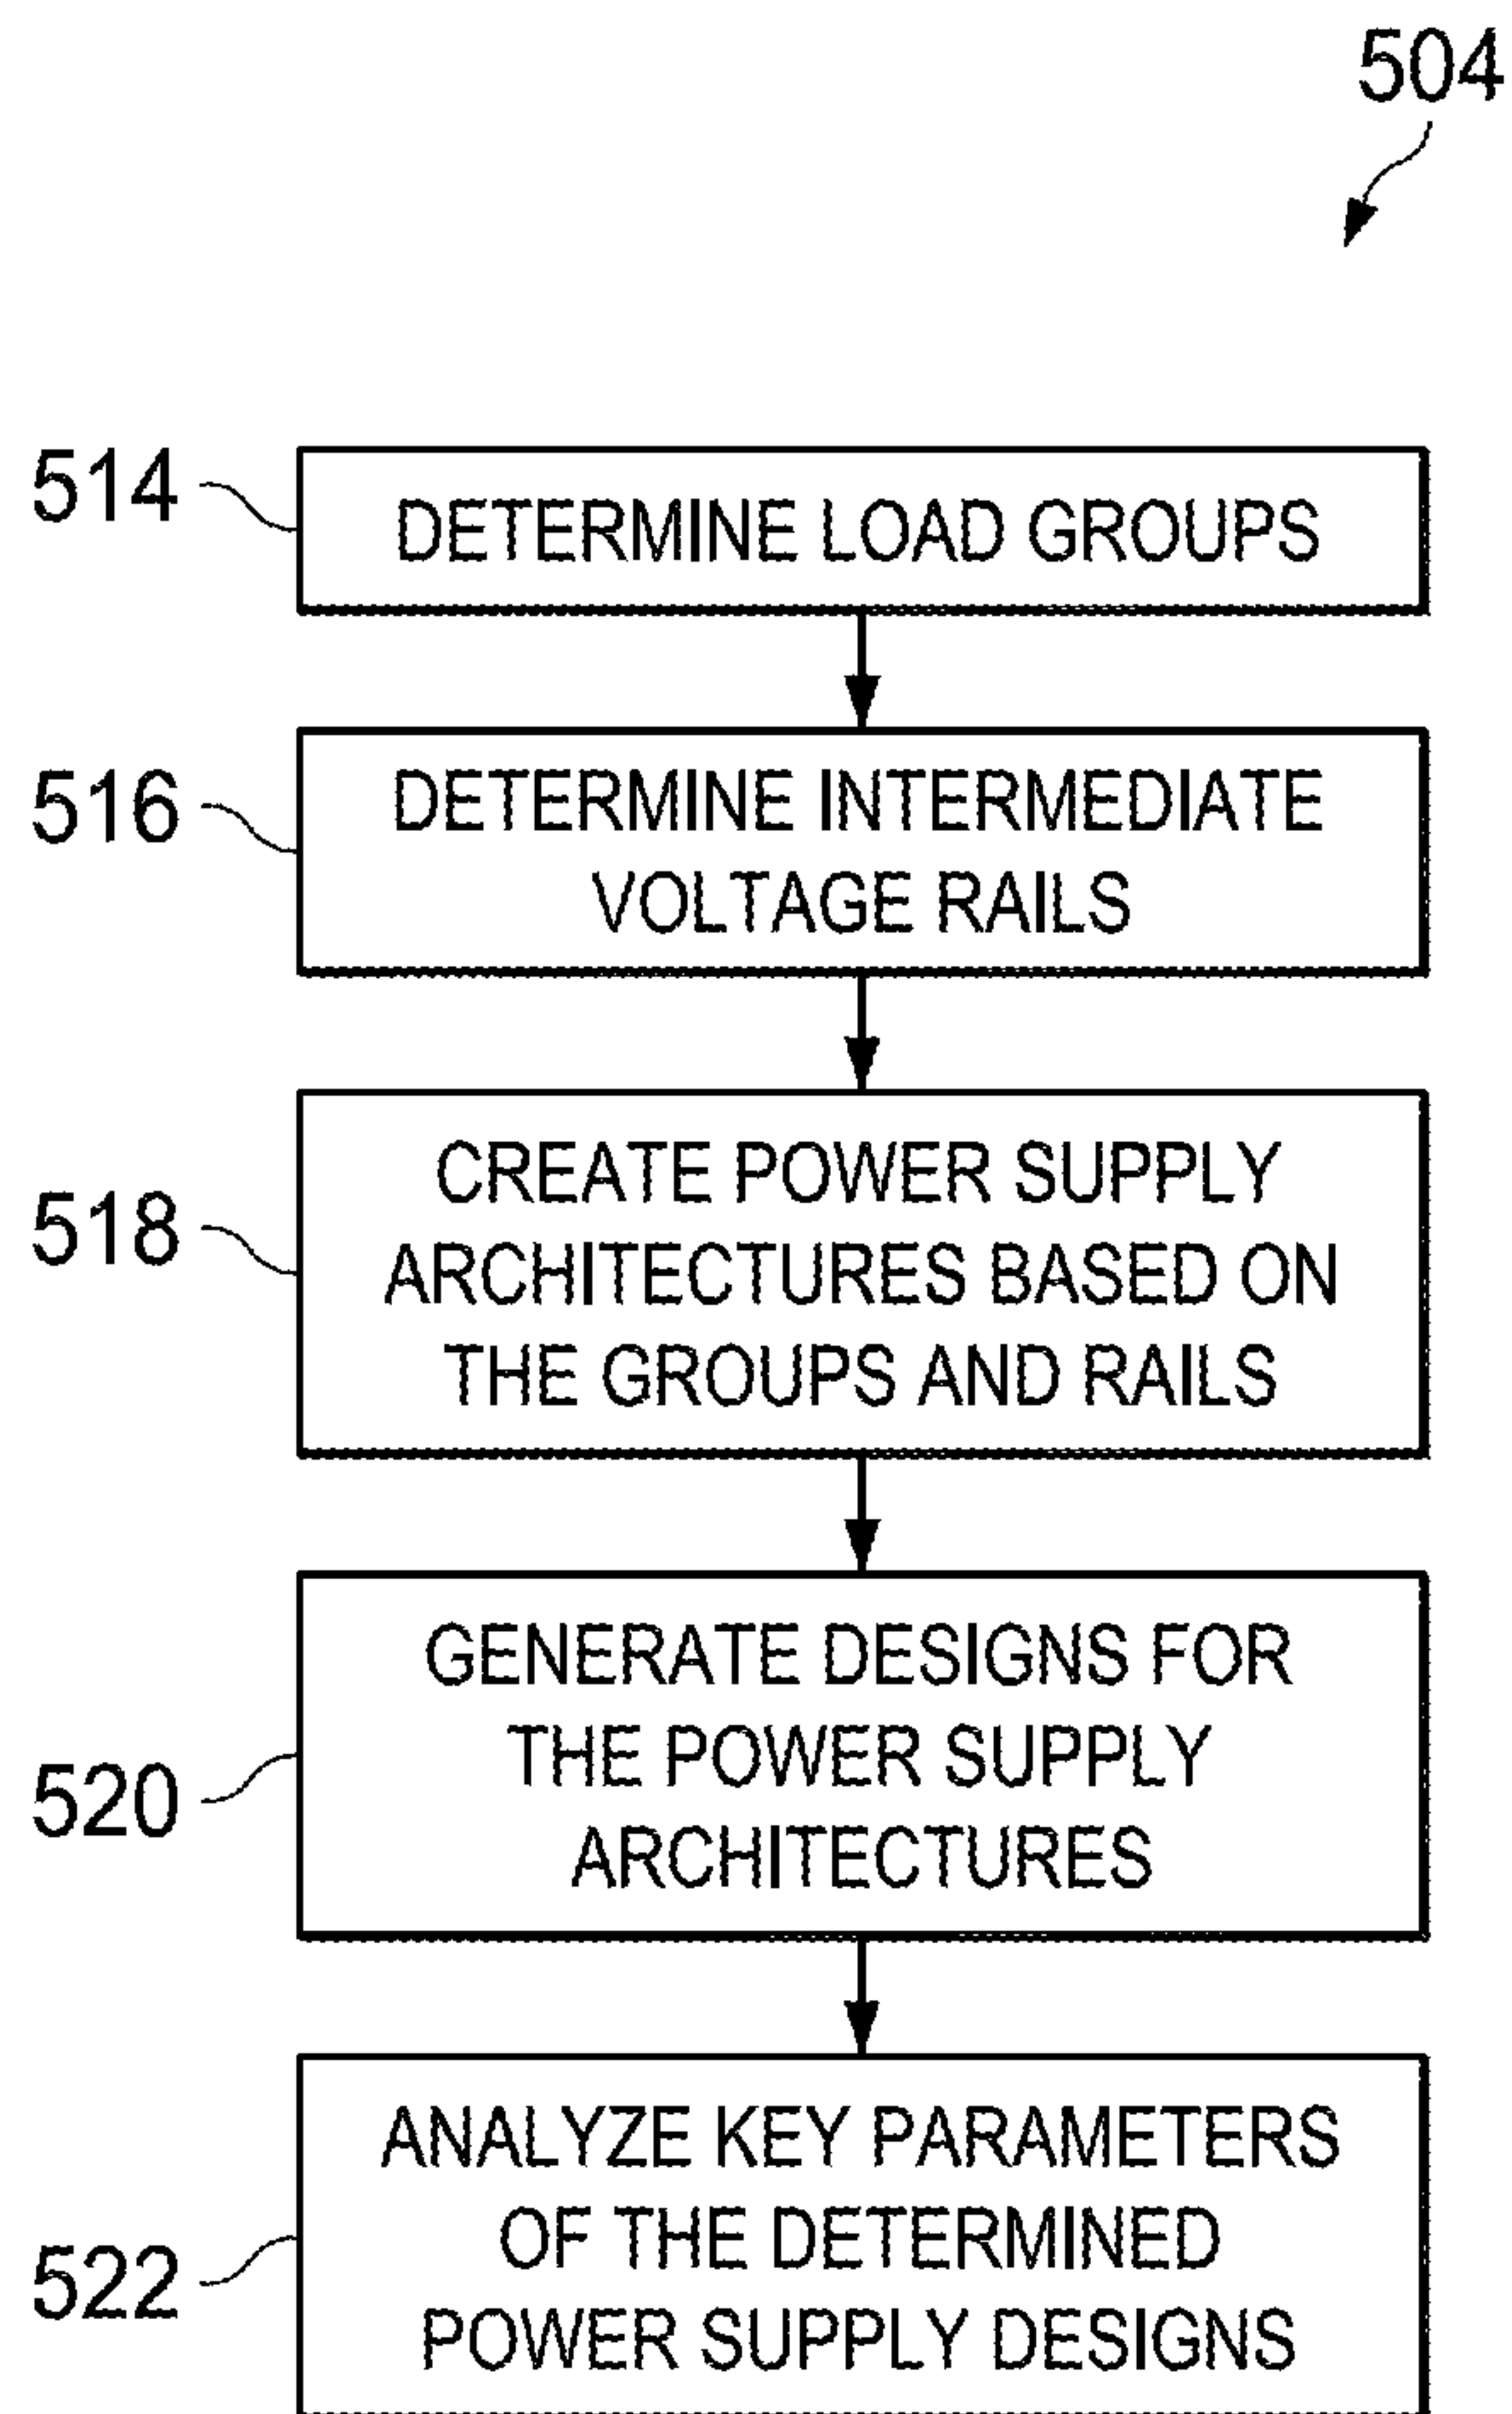 504
514
DETERMINE LOAD GROUPS
516
DETERMINE INTERMEDIATE
VOLTAGE RAILS
518
CREATE POWER SUPPLY
ARCHITECTURES BASED ON
THE GROUPS AND RAILS
520
GENERATE DESIGNS FOR
THE POWER SUPPLY
ARCHITECTURES
522
ANALYZE KEY PARAMETERS
OF THE DETERMINED
POWER SUPPLY DESIGNS